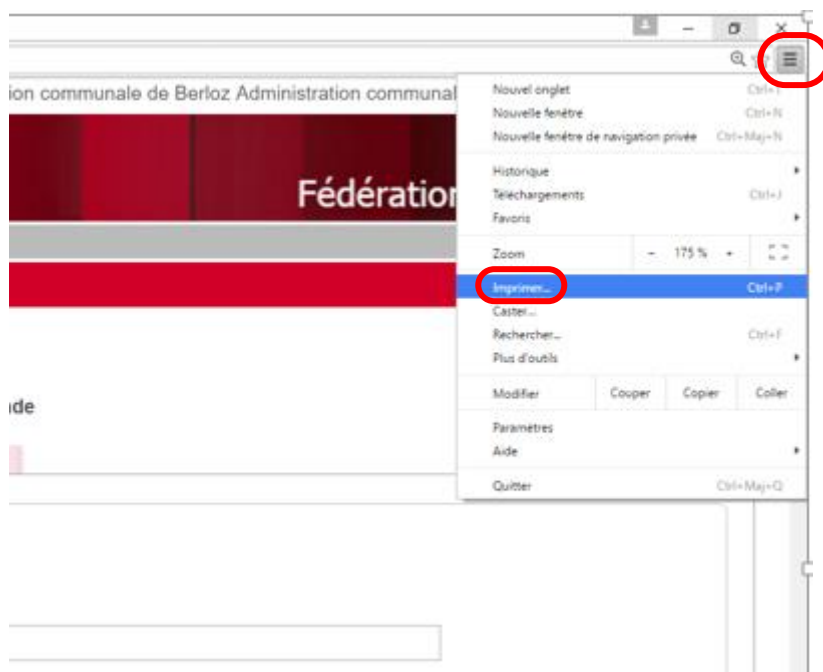 ion communale de Berloz Administration communal
Nouvel onglet Ctrl+T
Nouvelle fenêtre Ctrl+N
Nouvelle fenêtre de navigation privée Ctrl+Maj+N
Fédération
Historique
Téléchargements Ctrl+J
Favoris
Zoom - 175 % +
Imprimer... Ctrl+P
Caster...
Rechercher... Ctrl+F
Plus d'outils
Modifier Couper Copier Coller
de
Paramètres
Aide
Quitter Ctrl+Maj+Q